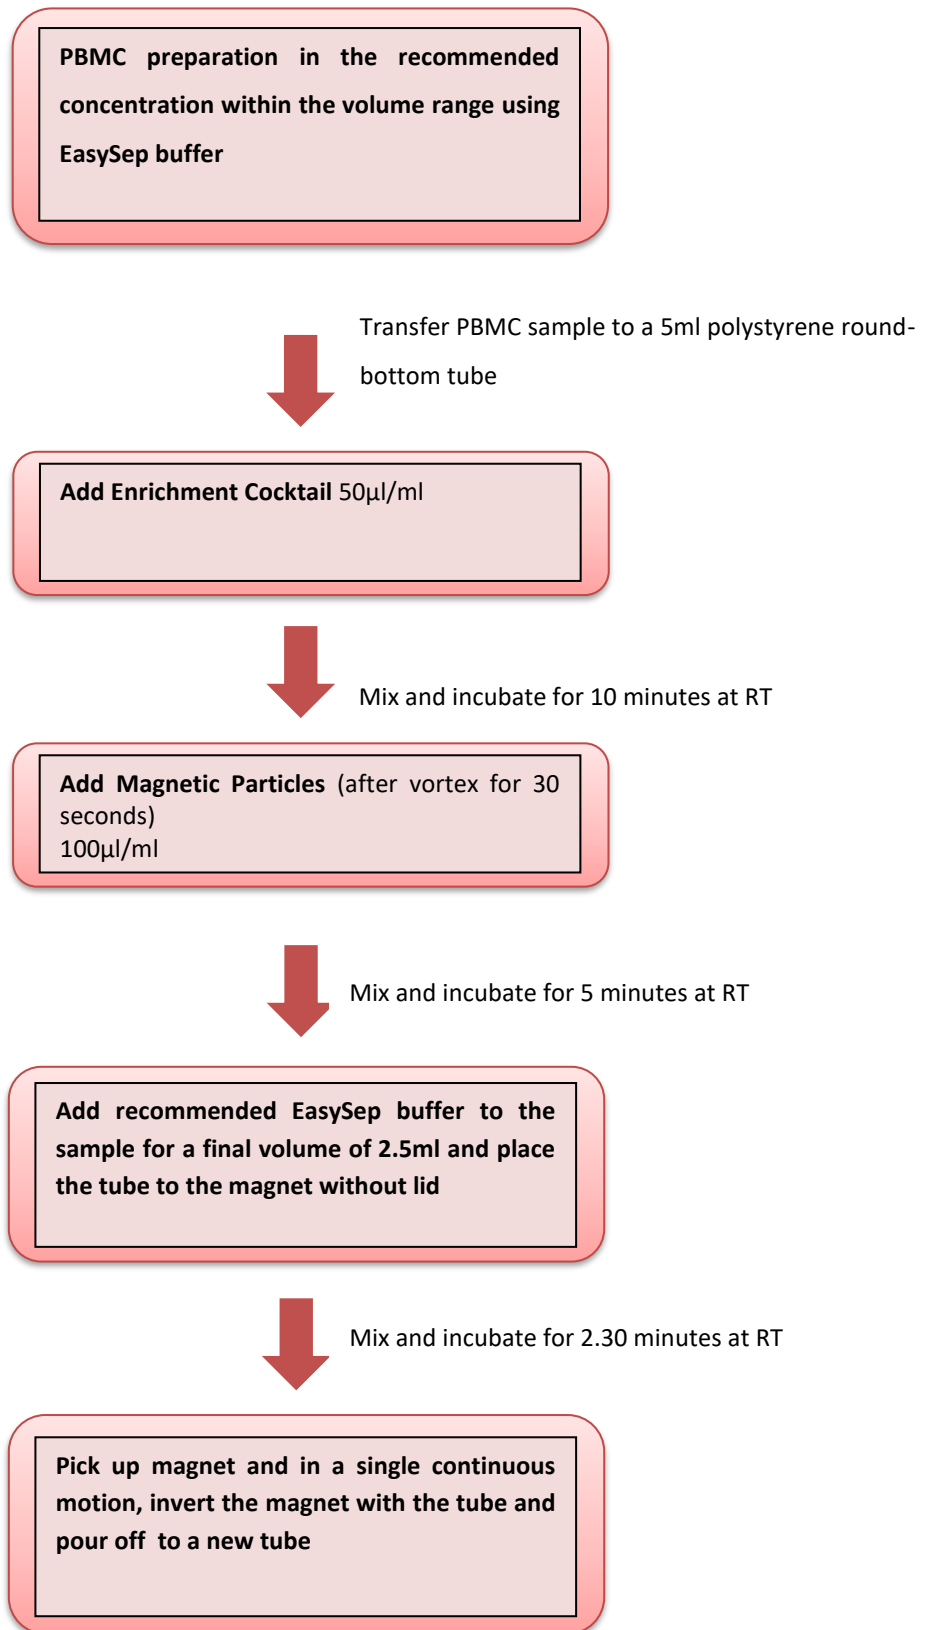 PBMC preparation in the recommended
concentration within the volume range using
EasySep buffer
Transfer PBMC sample to a 5ml polystyrene round-
bottom tube
Add Enrichment Cocktail 50µl/ml
Mix and incubate for 10 minutes at RT
Add Magnetic Particles (after vortex for 30
seconds)
100µl/ml
Mix and incubate for 5 minutes at RT
Add recommended EasySep buffer to the
sample for a final volume of 2.5ml and place
the tube to the magnet without lid
Mix and incubate for 2.30 minutes at RT
Pick up magnet and in a single continuous
motion, invert the magnet with the tube and
pour off to a new tube